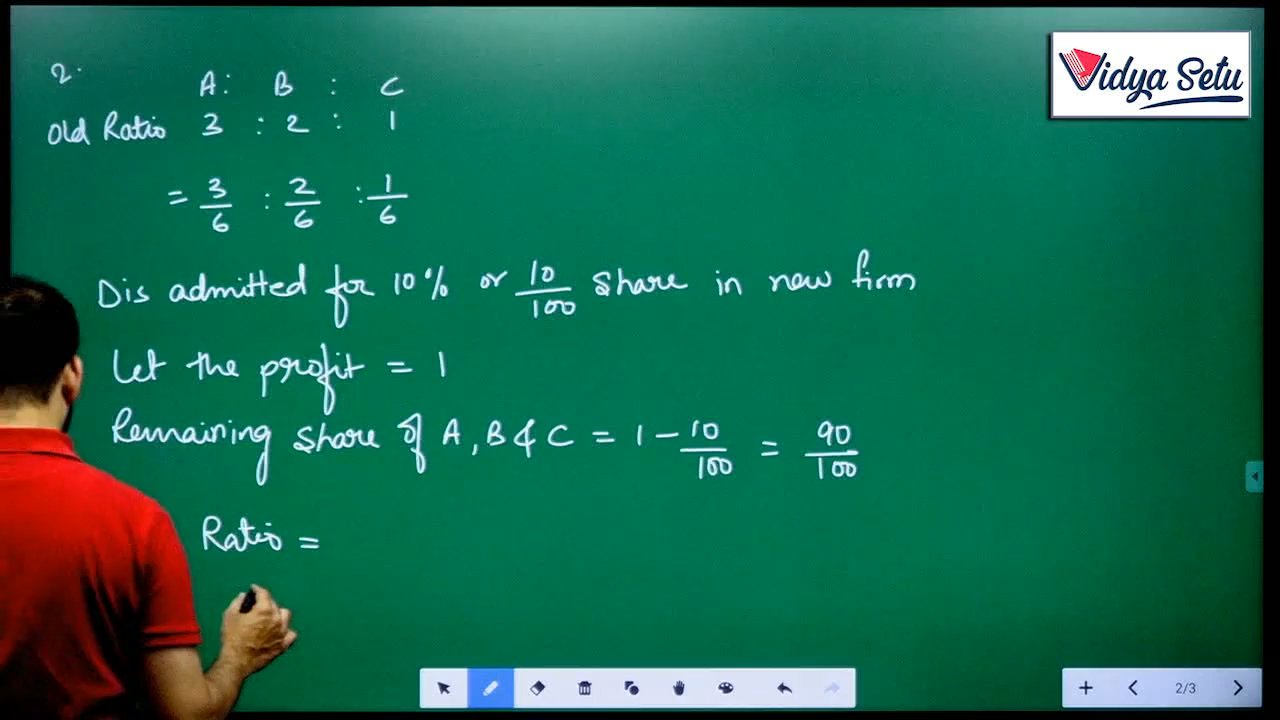 Vidya Setu
2.
A : B : C
Old Ratio 3 : 2 : 1
= 3/6 : 2/6 : 1/6
D is admitted for 10% or 10/100 share in new firm
Let the profit = 1
Remaining share of A, B & C = 1 - 10/100 = 90/100
Ratio =
2/3